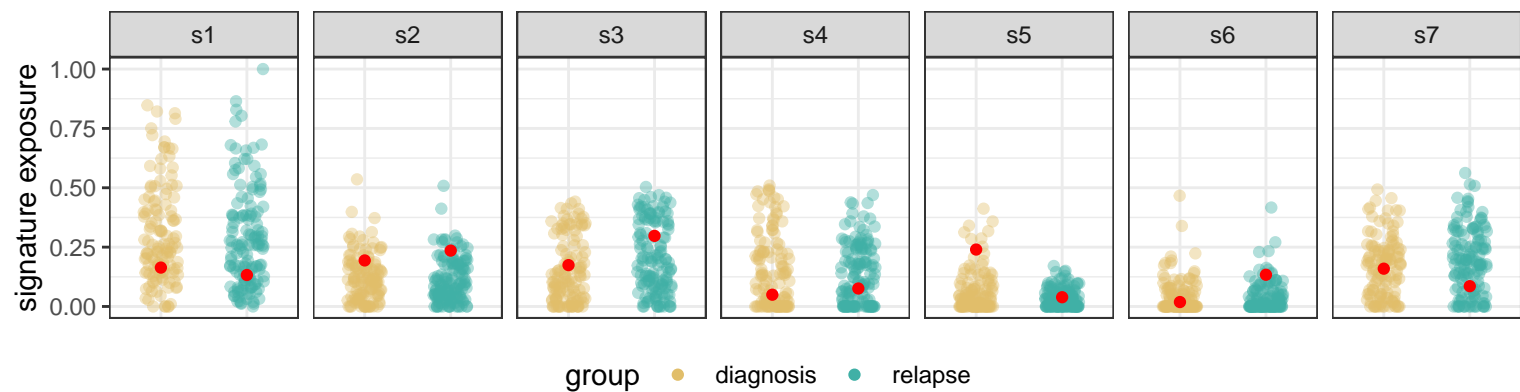 s1 s2 s3 s4 s5 s6 s7
signature exposure
1.00
0.75
0.50
0.25
0.00
group diagnosis relapse